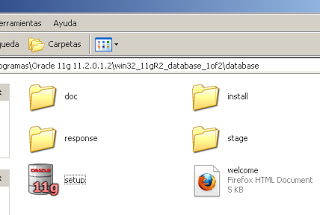 erramientas Ayuda
queda Carpetas
ogramas\Oracle 11g 11.2.0.1.2\win32_11gR2_database_1of2\database
doc install
response stage
ORACLE
11g
setup
welcome
Firefox HTML Document
5 KB